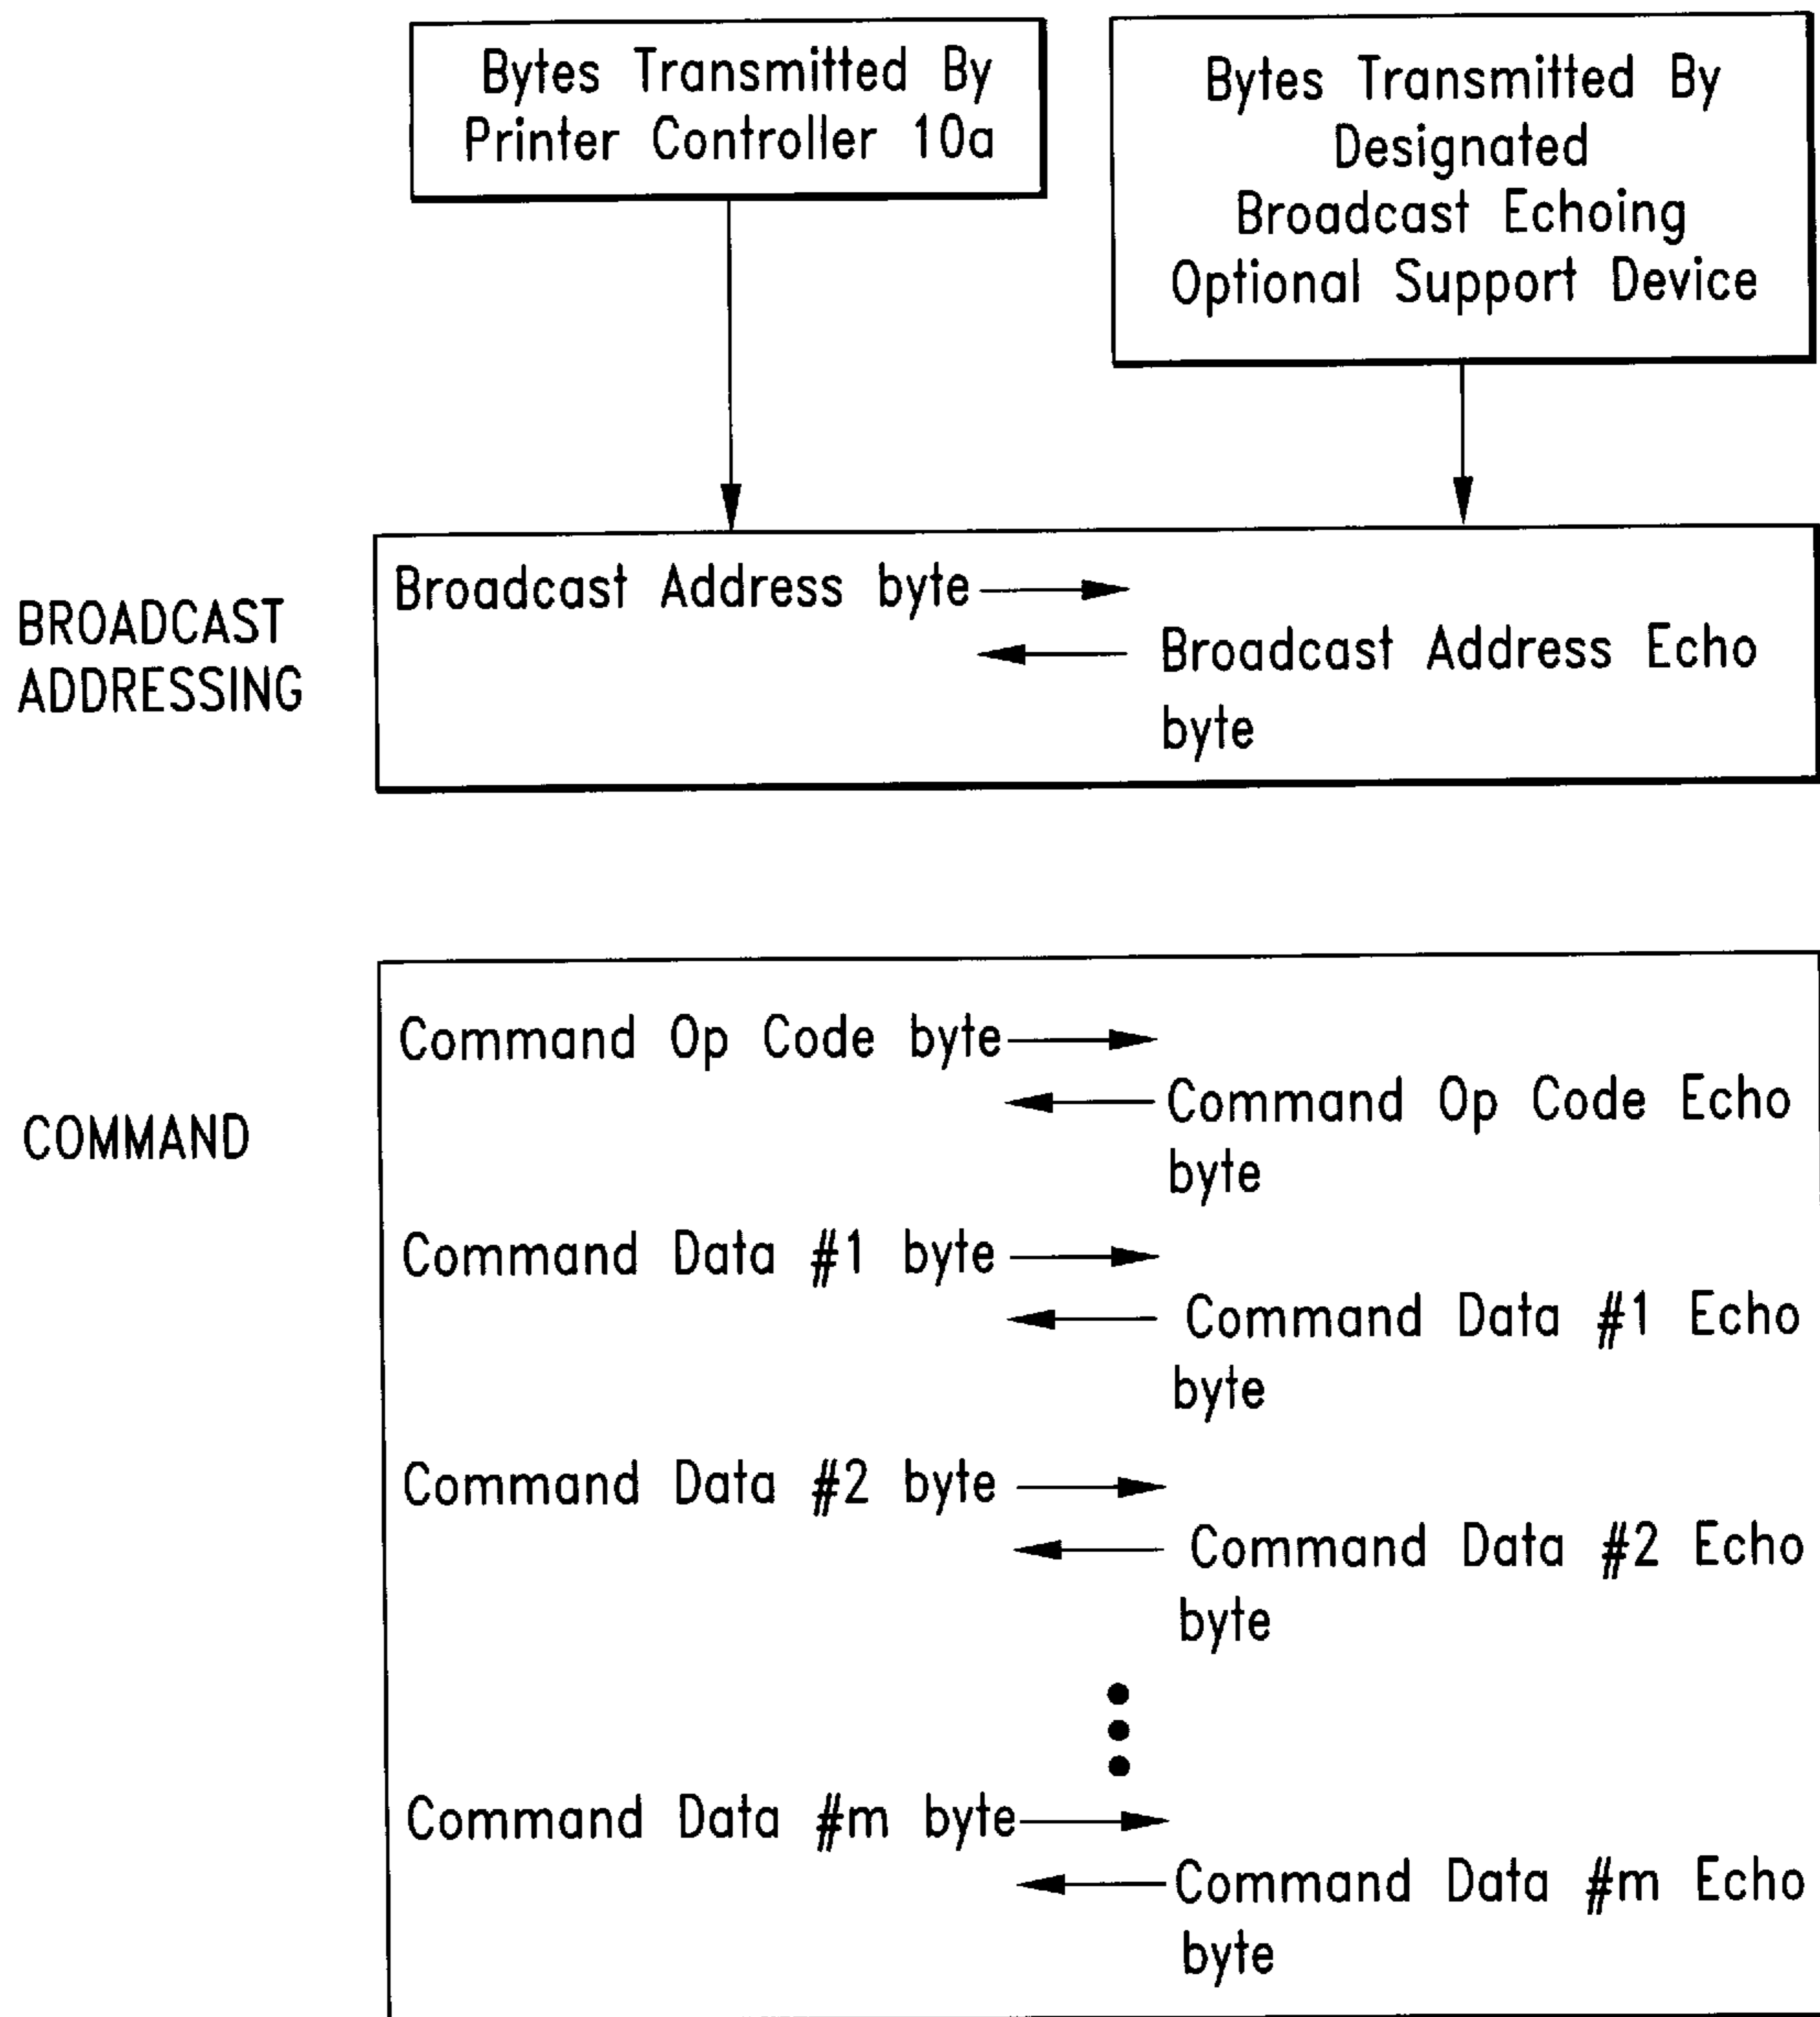 Bytes Transmitted By
Printer Controller 10a
Bytes Transmitted By
Designated
Broadcast Echoing
Optional Support Device
BROADCAST
ADDRESSING
Broadcast Address byte
Broadcast Address Echo
byte
COMMAND
Command Op Code byte
Command Op Code Echo
byte
Command Data #1 byte
Command Data #1 Echo
byte
Command Data #2 byte
Command Data #2 Echo
byte
Command Data #m byte
Command Data #m Echo
byte